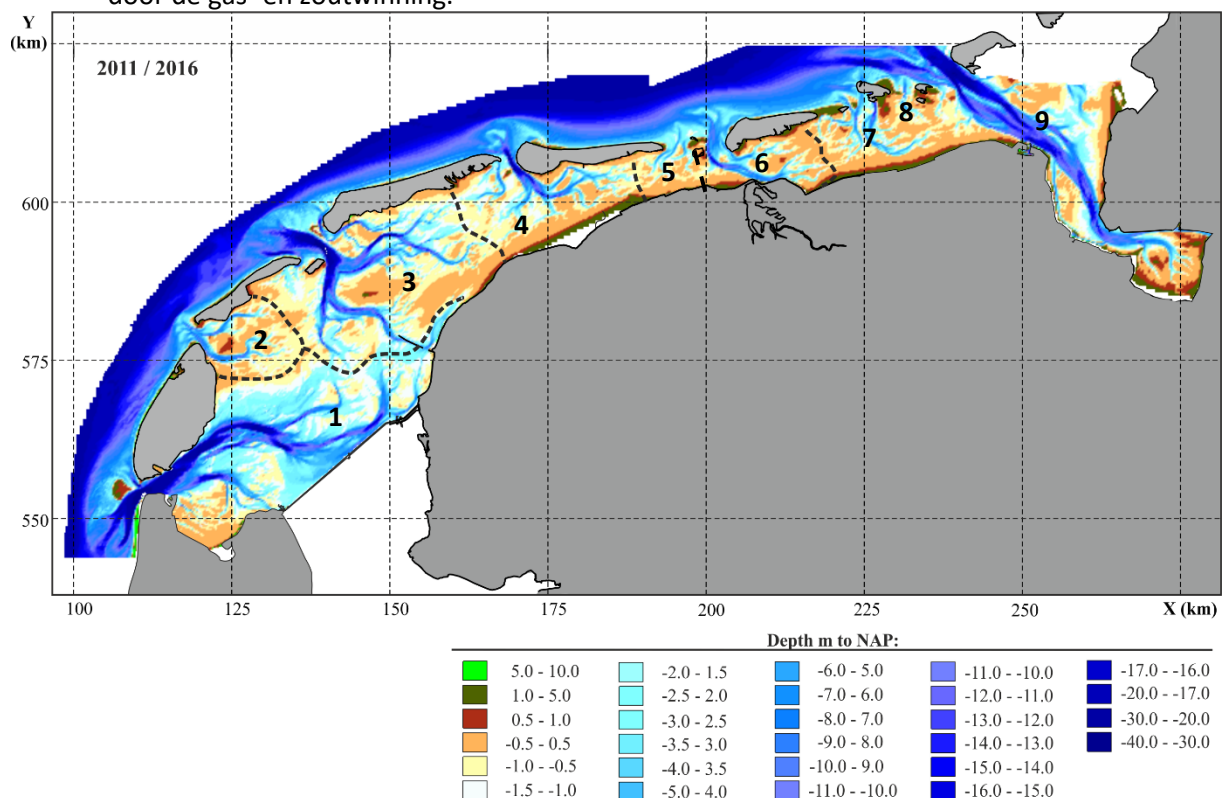 door de gas- en zoutwinning.
Y
(km)
2011 / 2016
8
9
7
6
5
600
4
3
2
575
1
550
100 125 150 175 200 225 250 X (km)
Depth m to NAP:
5.0 - 10.0 -2.0 - 1.5 -6.0 - 5.0 -11.0 - -10.0 -17.0 - -16.0
1.0 - 5.0 -2.5 - 2.0 -7.0 - 6.0 -12.0 - -11.0 -20.0 - -17.0
0.5 - 1.0 -3.0 - 2.5 -8.0 - 7.0 -13.0 - -12.0 -30.0 - -20.0
-0.5 - 0.5 -3.5 - 3.0 -9.0 - 8.0 -14.0 - -13.0 -40.0 - -30.0
-1.0 - -0.5 -4.0 - 3.5 -10.0 - 9.0 -15.0 - -14.0
-1.5 - -1.0 -5.0 - 4.0 -11.0 - -10.0 -16.0 - -15.0